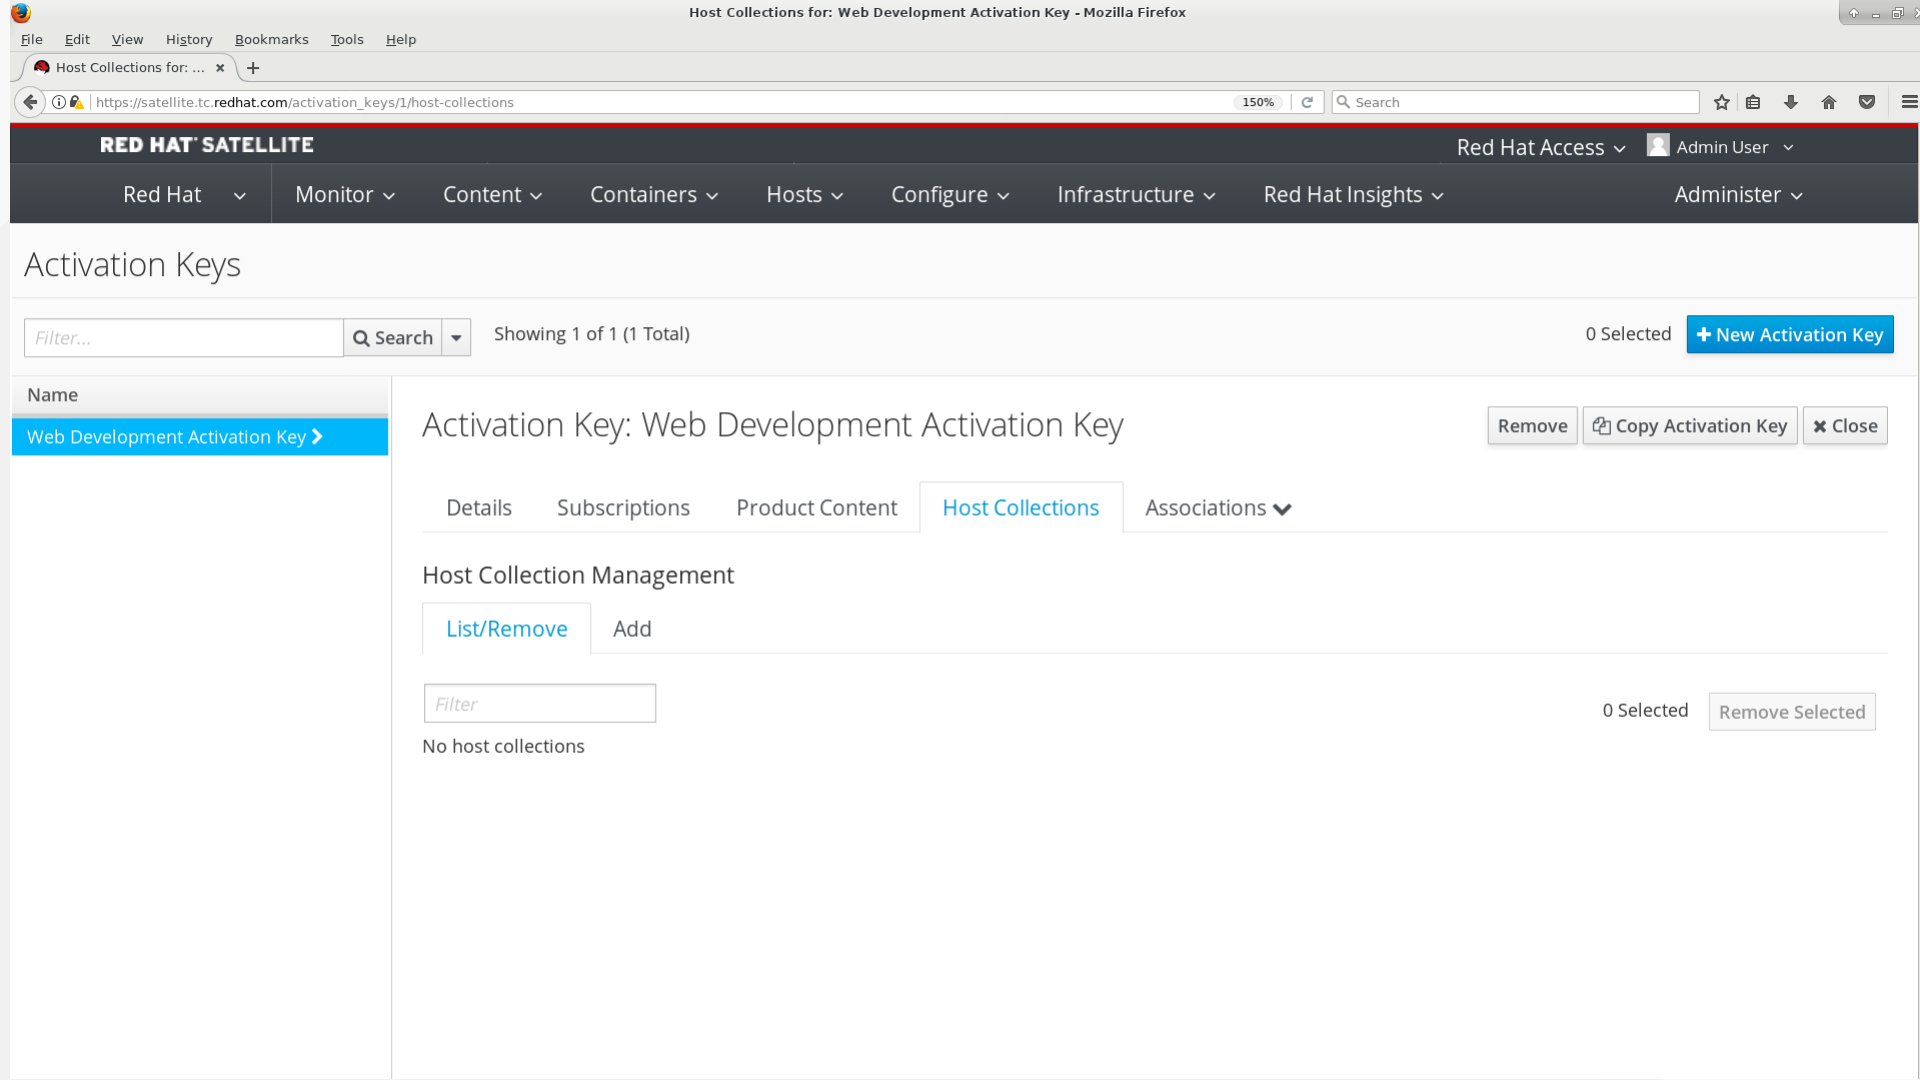 Host Collections for: Web Development Activation Key - Mozilla Firefox
File Edit View History Bookmarks Tools Help
Host Collections for: ...
https://satellite.tc.redhat.com/activation_keys/1/host-collections 150% Search
RED HAT SATELLITE Red Hat Access Admin User
Red Hat Monitor Content Containers Hosts Configure Infrastructure Red Hat Insights Administer
Activation Keys
Filter... Search Showing 1 of 1 (1 Total) 0 Selected New Activation Key
Name
Web Development Activation Key
Activation Key: Web Development Activation Key Remove Copy Activation Key Close
Details Subscriptions Product Content Host Collections Associations
Host Collection Management
List/Remove Add
Filter 0 Selected Remove Selected
No host collections